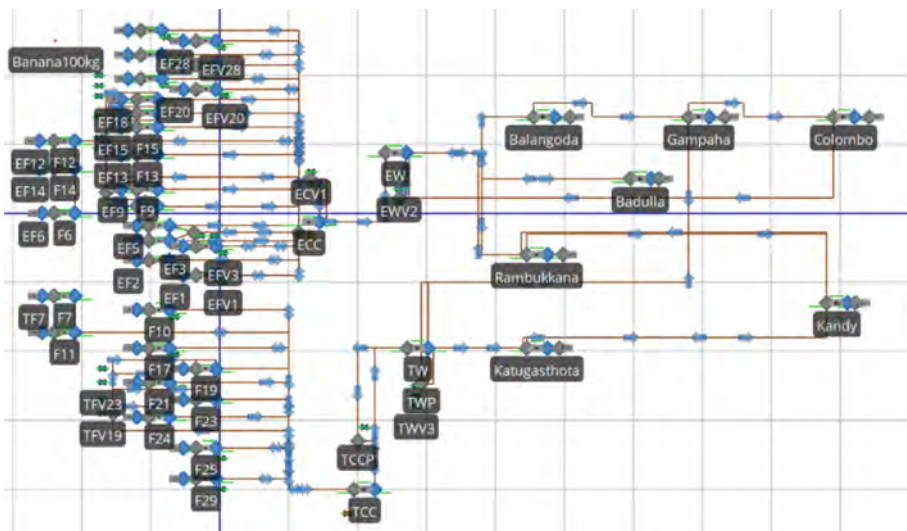 Banana100kg
EF28
EFV28
EF20
EFV20
EF18
EF15
F15
EF12
F12
EF14
F14
EF13
F13
EF9
F9
EF6
F6
EF5
EF2
EF3
EFV3
EF1
EFV1
ECV1
ECC
EW
EWV2
Balangoda
Gampaha
Colombo
Badulla
Rambukkana
Kandy
TF7
F7
F10
F11
F17
F19
TFV23
F21
F23
TFV19
F24
F25
F29
TW
TWP
TWV3
Katugasthota
TCCP
TCC